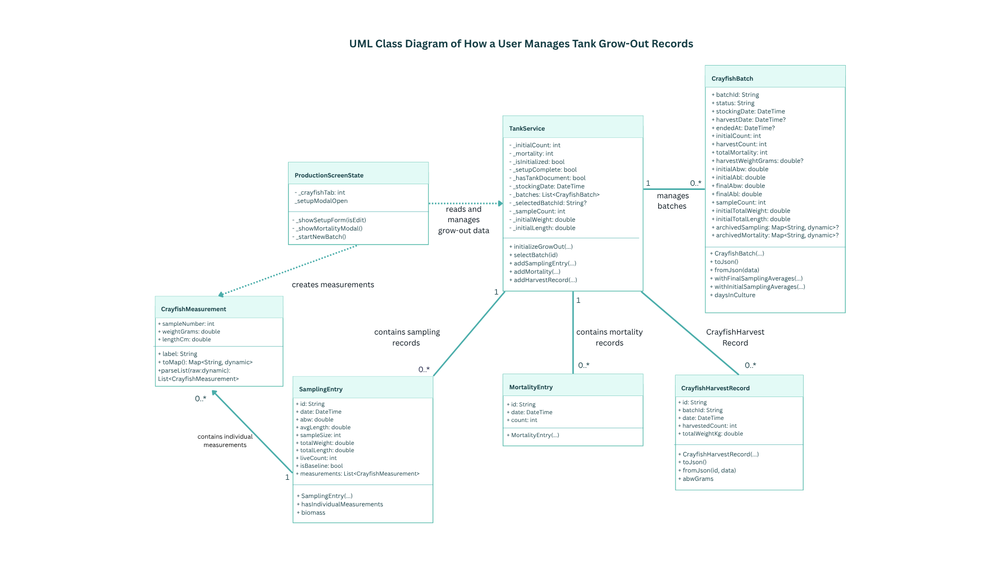 UML Class Diagram of How a User Manages Tank Grow-Out Records
CrayfishBatch
+ batchId: String
+ status: String
+ stockingDate: DateTime
+ harvestDate: DateTime?
+ endedAt: DateTime?
+ initialCount: int
+ harvestCount: int
+ totalMortality: int
+ harvestWeightGrams: double?
+ initialAbw: double
+ initialAbl: double
+ finalAbw: double
+ finalAbl: double
+ sampleCount: int
+ initialTotalWeight: double
+ initialTotalLength: double
+ archivedSampling: Map<String, dynamic>?
+ archivedMortality: Map<String, dynamic>?
+ CrayfishBatch(...)
+ toJson()
+ fromJson(data)
+ withFinalSamplingAverages(...)
+ withInitialSamplingAverages(...)
+ daysInCulture
TankService
- _initialCount: int
- _mortality: int
- _isInitialized: bool
- _setupComplete: bool
- _hasTankDocument: bool
- _stockingDate: DateTime
- _batches: List<CrayfishBatch>
- _selectedBatchId: String?
- _sampleCount: int
- _initialWeight: double
- _initialLength: double
+ initializeGrowOut(...)
+ selectBatch(id)
+ addSamplingEntry(...)
+ addMortality(...)
+ addHarvestRecord(...)
1
0..*
manages
batches
ProductionScreenState
- _crayfishTab: int
_setupModalOpen
- _showSetupForm(isEdit)
- _showMortalityModal()
- _startNewBatch()
reads and
manages
grow-out data
creates measurements
CrayfishMeasurement
+ sampleNumber: int
+ weightGrams: double
+ lengthCm: double
+ label: String
+ toMap(): Map<String, dynamic>
+parseList(raw:dynamic):
List<CrayfishMeasurement>
0..*
contains individual
measurements
1
1
contains sampling
records
0..*
1
contains mortality
records
0..*
CrayfishHarvest
Record
0..*
SamplingEntry
+ id: String
+ date: DateTime
+ abw: double
+ avgLength: double
+ sampleSize: int
+ totalWeight: double
+ totalLength: double
+ liveCount: int
+ isBaseline: bool
+ measurements: List<CrayfishMeasurement>
+ SamplingEntry(...)
+ hasIndividualMeasurements
+ biomass
MortalityEntry
+ id: String
+ date: DateTime
+ count: int
+ MortalityEntry(...)
CrayfishHarvestRecord
+ id: String
+ batchId: String
+ date: DateTime
+ harvestedCount: int
+ totalWeightKg: double
+ CrayfishHarvestRecord(...)
+ toJson()
+ fromJson(id, data)
+ abwGrams